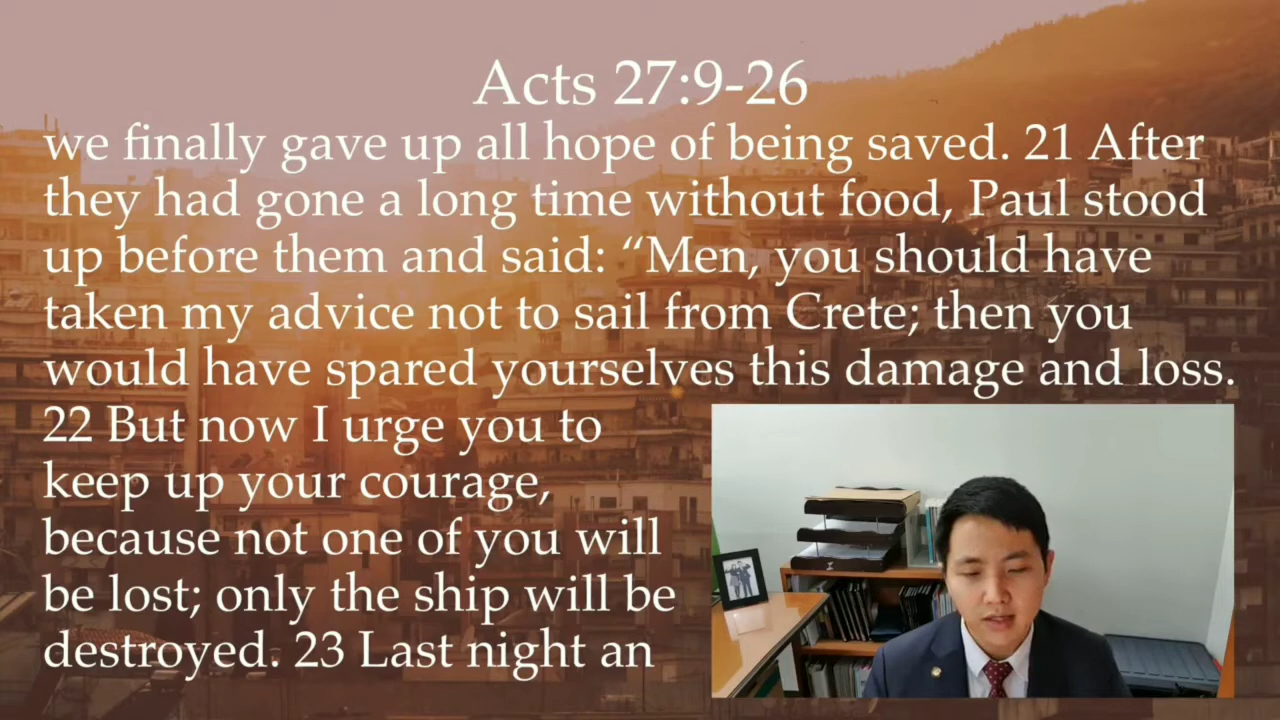 Acts 27:9-26
we finally gave up all hope of being saved. 21 After
they had gone a long time without food, Paul stood
up before them and said: “Men, you should have
taken my advice not to sail from Crete; then you
would have spared yourselves this damage and loss.
22 But now I urge you to
keep up your courage,
because not one of you will
be lost; only the ship will be
destroyed. 23 Last night an